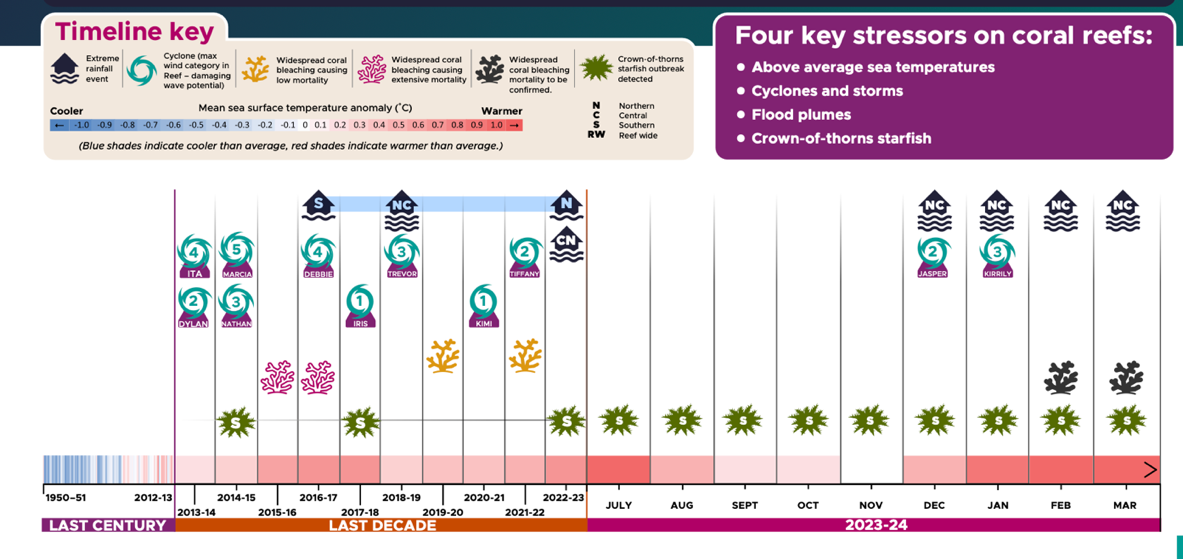 Timeline key
Extreme
rainfall
event
Cyclone (max
wind category in
Reef – damaging
wave potential)
Widespread coral
bleaching causing
low mortality
Widespread coral
bleaching causing
extensive mortality
Widespread
coral bleaching
mortality to be
confirmed.
Crown-of-thorns
starfish outbreak
detected
Cooler
Mean sea surface temperature anomaly (˚C)
Warmer
← -1.0 -0.9 -0.8 -0.7 -0.6 -0.5 -0.4 -0.3 -0.2 -0.1 0 0.1 0.2 0.3 0.4 0.5 0.6 0.7 0.8 0.9 1.0 →
(Blue shades indicate cooler than average, red shades indicate warmer than average.)
N Northern
C Central
S Southern
RW Reef wide
Four key stressors on coral reefs:
• Above average sea temperatures
• Cyclones and storms
• Flood plumes
• Crown-of-thorns starfish
S NC N NC NC NC NC
CN
4 5 4 3 2 2 3
ITA MARCIA DEBBIE TREVOR TIFFANY JASPER KIRRILY
2 3 1 1
DYLAN NATHAN IRIS KIMI
S S S S S S S S S S S S
>
1950–51 2012-13 2014-15 2016-17 2018-19 2020-21 2022-23
2013-14 2015-16 2017-18 2019-20 2021-22
JULY AUG SEPT OCT NOV DEC JAN FEB MAR
LAST CENTURY LAST DECADE 2023-24